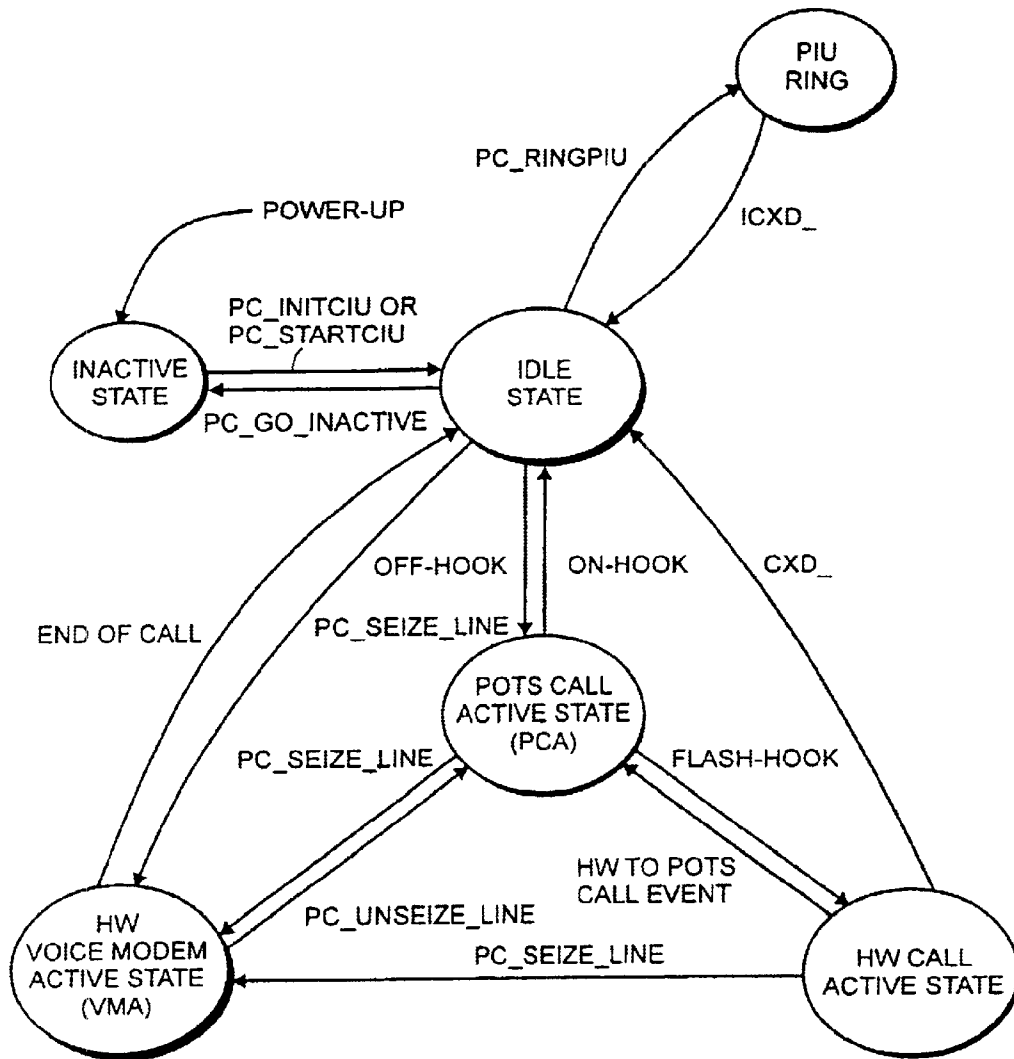 PIU
RING
PC_RINGPIU
ICXD_
POWER-UP
PC_INITCIU OR
PC_STARTCIU
INACTIVE
STATE
IDLE
STATE
PC_GO_INACTIVE
OFF-HOOK
ON-HOOK
CXD_
END OF CALL
PC_SEIZE_LINE
POTS CALL
ACTIVE STATE
(PCA)
PC_SEIZE_LINE
FLASH-HOOK
HW TO POTS
CALL EVENT
HW
VOICE MODEM
ACTIVE STATE
(VMA)
PC_UNSEIZE_LINE
PC_SEIZE_LINE
HW CALL
ACTIVE STATE